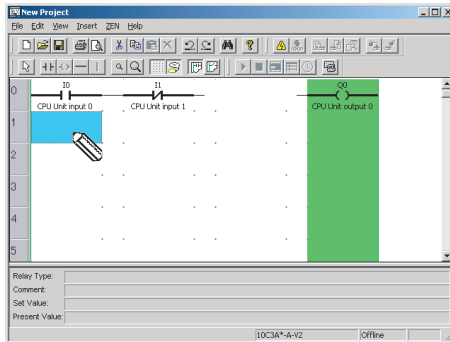 New Project
File Edit View Insert ZEN Help
0
I0 I1 Q0
CPU Unit input 0 CPU Unit input 1 CPU Unit output 0
1
2
3
4
5
Relay Type:
Comment:
Set Value:
Present Value:
10C3A*-A-V2 Offline